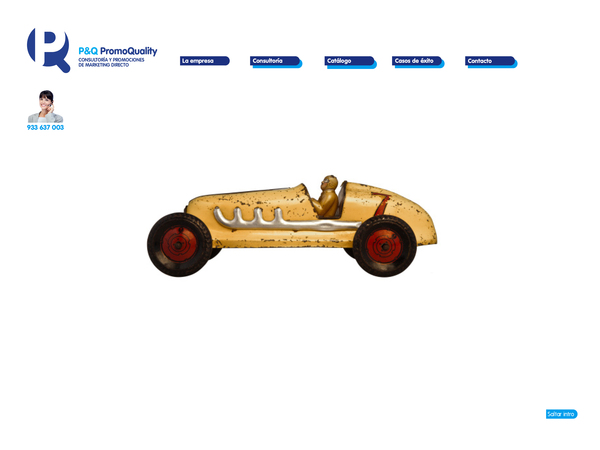 P&Q PromoQuality
CONSULTORÍA Y PROMOCIONES
DE MARKETING DIRECTO
La empresa
Consultoría
Catálogo
Casos de éxito
Contacto
933 637 003
Saltar intro